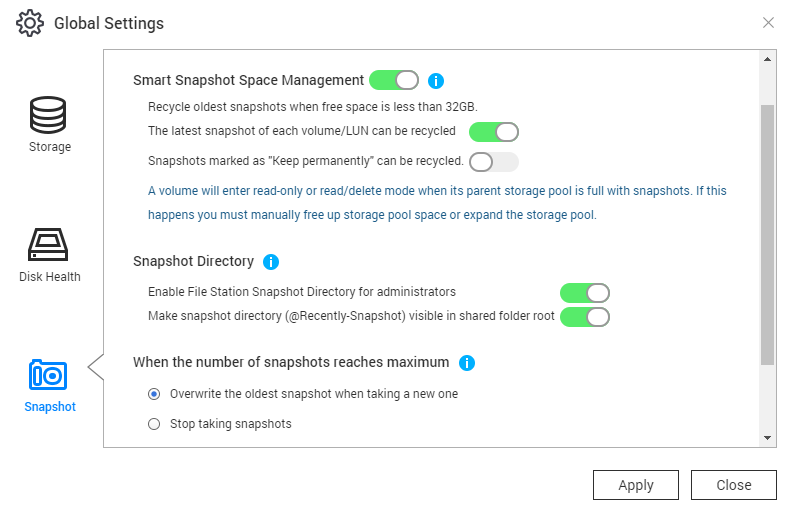 Global Settings
Storage
Disk Health
Snapshot
Smart Snapshot Space Management
Recycle oldest snapshots when free space is less than 32GB.
The latest snapshot of each volume/LUN can be recycled
Snapshots marked as "Keep permanently" can be recycled.
A volume will enter read-only or read/delete mode when its parent storage pool is full with snapshots. If this
happens you must manually free up storage pool space or expand the storage pool.
Snapshot Directory
Enable File Station Snapshot Directory for administrators
Make snapshot directory (@Recently-Snapshot) visible in shared folder root
When the number of snapshots reaches maximum
Overwrite the oldest snapshot when taking a new one
Stop taking snapshots
Apply
Close